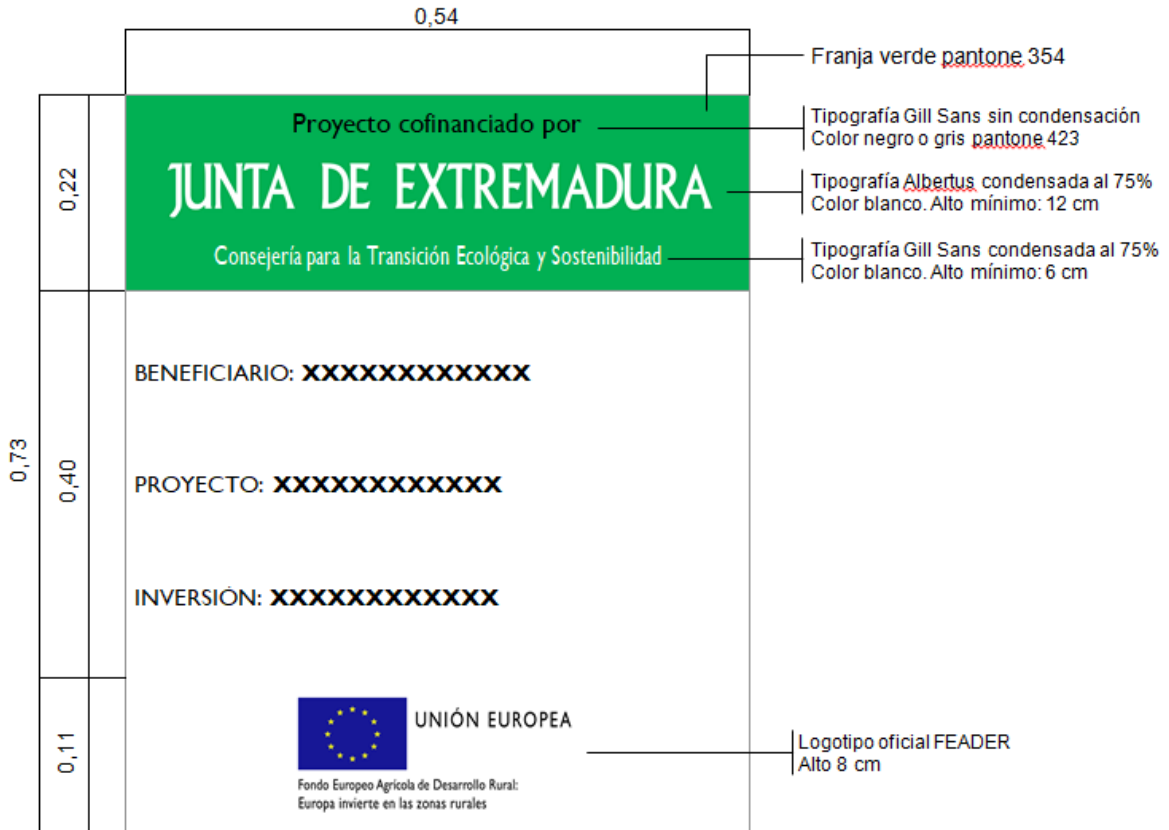 0,54
Franja verde pantone 354
Proyecto cofinanciado por
Tipografía Gill Sans sin condensación
Color negro o gris pantone 423
0,22
JUNTA DE EXTREMADURA
Tipografía Albertus condensada al 75%
Color blanco. Alto mínimo: 12 cm
Consejería para la Transición Ecológica y Sostenibilidad
Tipografía Gill Sans condensada al 75%
Color blanco. Alto mínimo: 6 cm
BENEFICIARIO: XXXXXXXXXXXX
0,73
0,40
PROYECTO: XXXXXXXXXXXX
INVERSIÓN: XXXXXXXXXXXX
0,11
UNIÓN EUROPEA
Logotipo oficial FEADER
Alto 8 cm
Fondo Europeo Agrícola de Desarrollo Rural:
Europa invierte en las zonas rurales